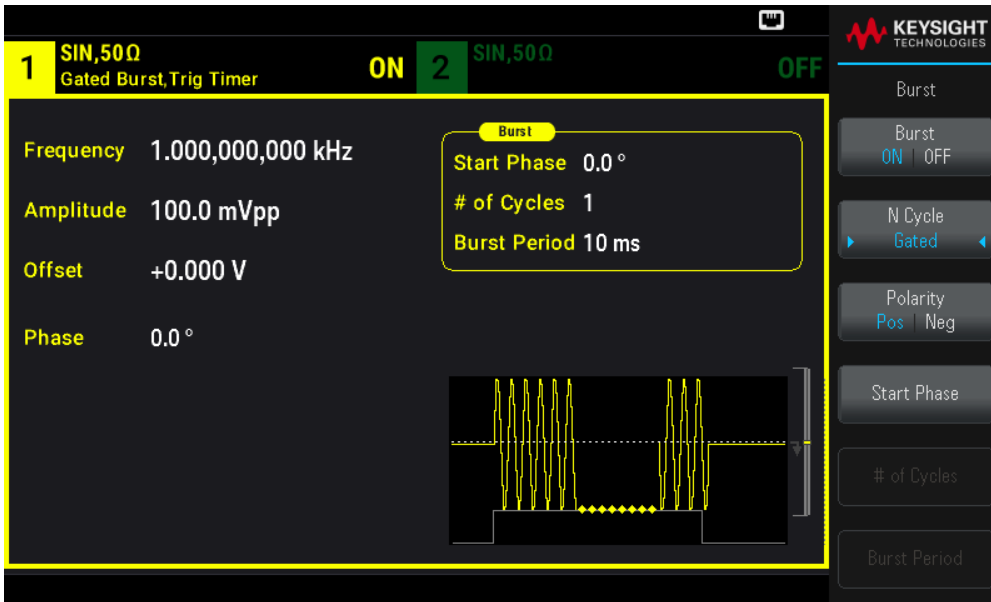 KEYSIGHT
TECHNOLOGIES
1 SIN,50Ω
Gated Burst,Trig Timer ON
2 SIN,50Ω OFF
Frequency 1.000,000,000 kHz
Amplitude 100.0 mVpp
Offset +0.000 V
Phase 0.0 °
Burst
Start Phase 0.0 °
# of Cycles 1
Burst Period 10 ms
Burst
Burst
ON | OFF
N Cycle
Gated
Polarity
Pos | Neg
Start Phase
# of Cycles
Burst Period